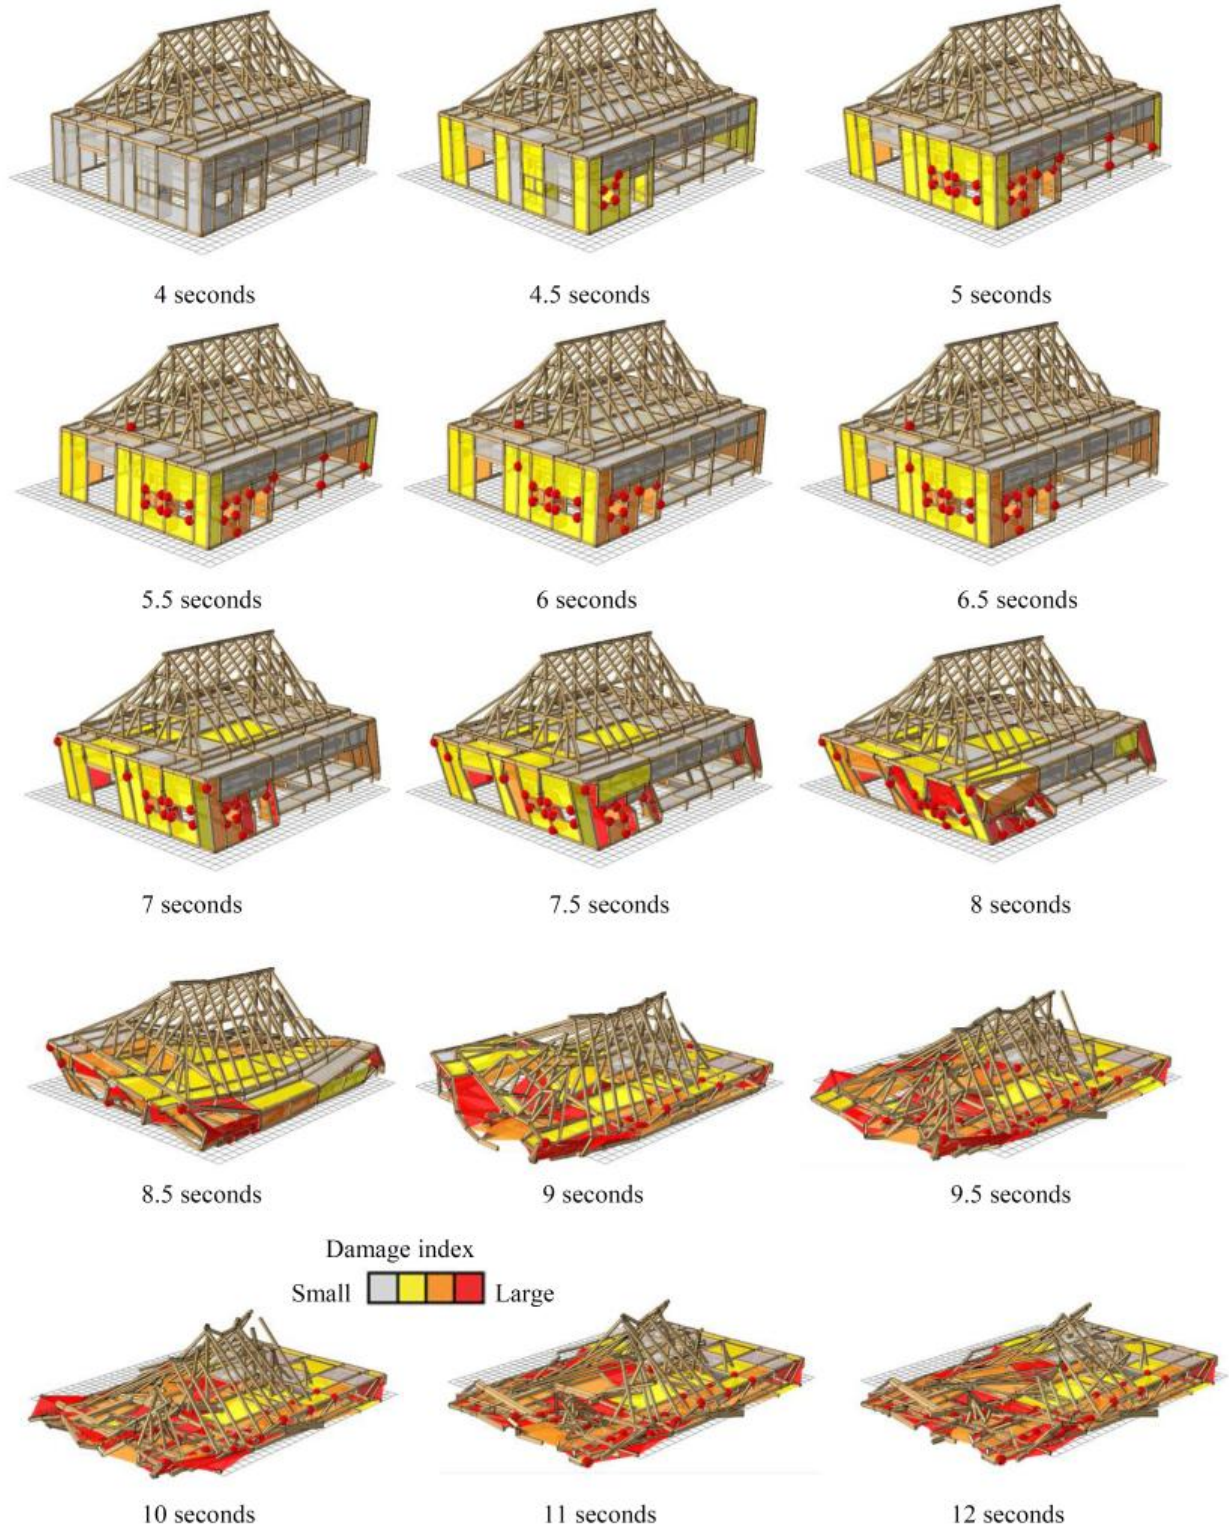 4 seconds
4.5 seconds
5 seconds
5.5 seconds
6 seconds
6.5 seconds
7 seconds
7.5 seconds
8 seconds
8.5 seconds
9 seconds
9.5 seconds
Damage index
Small Large
10 seconds
11 seconds
12 seconds